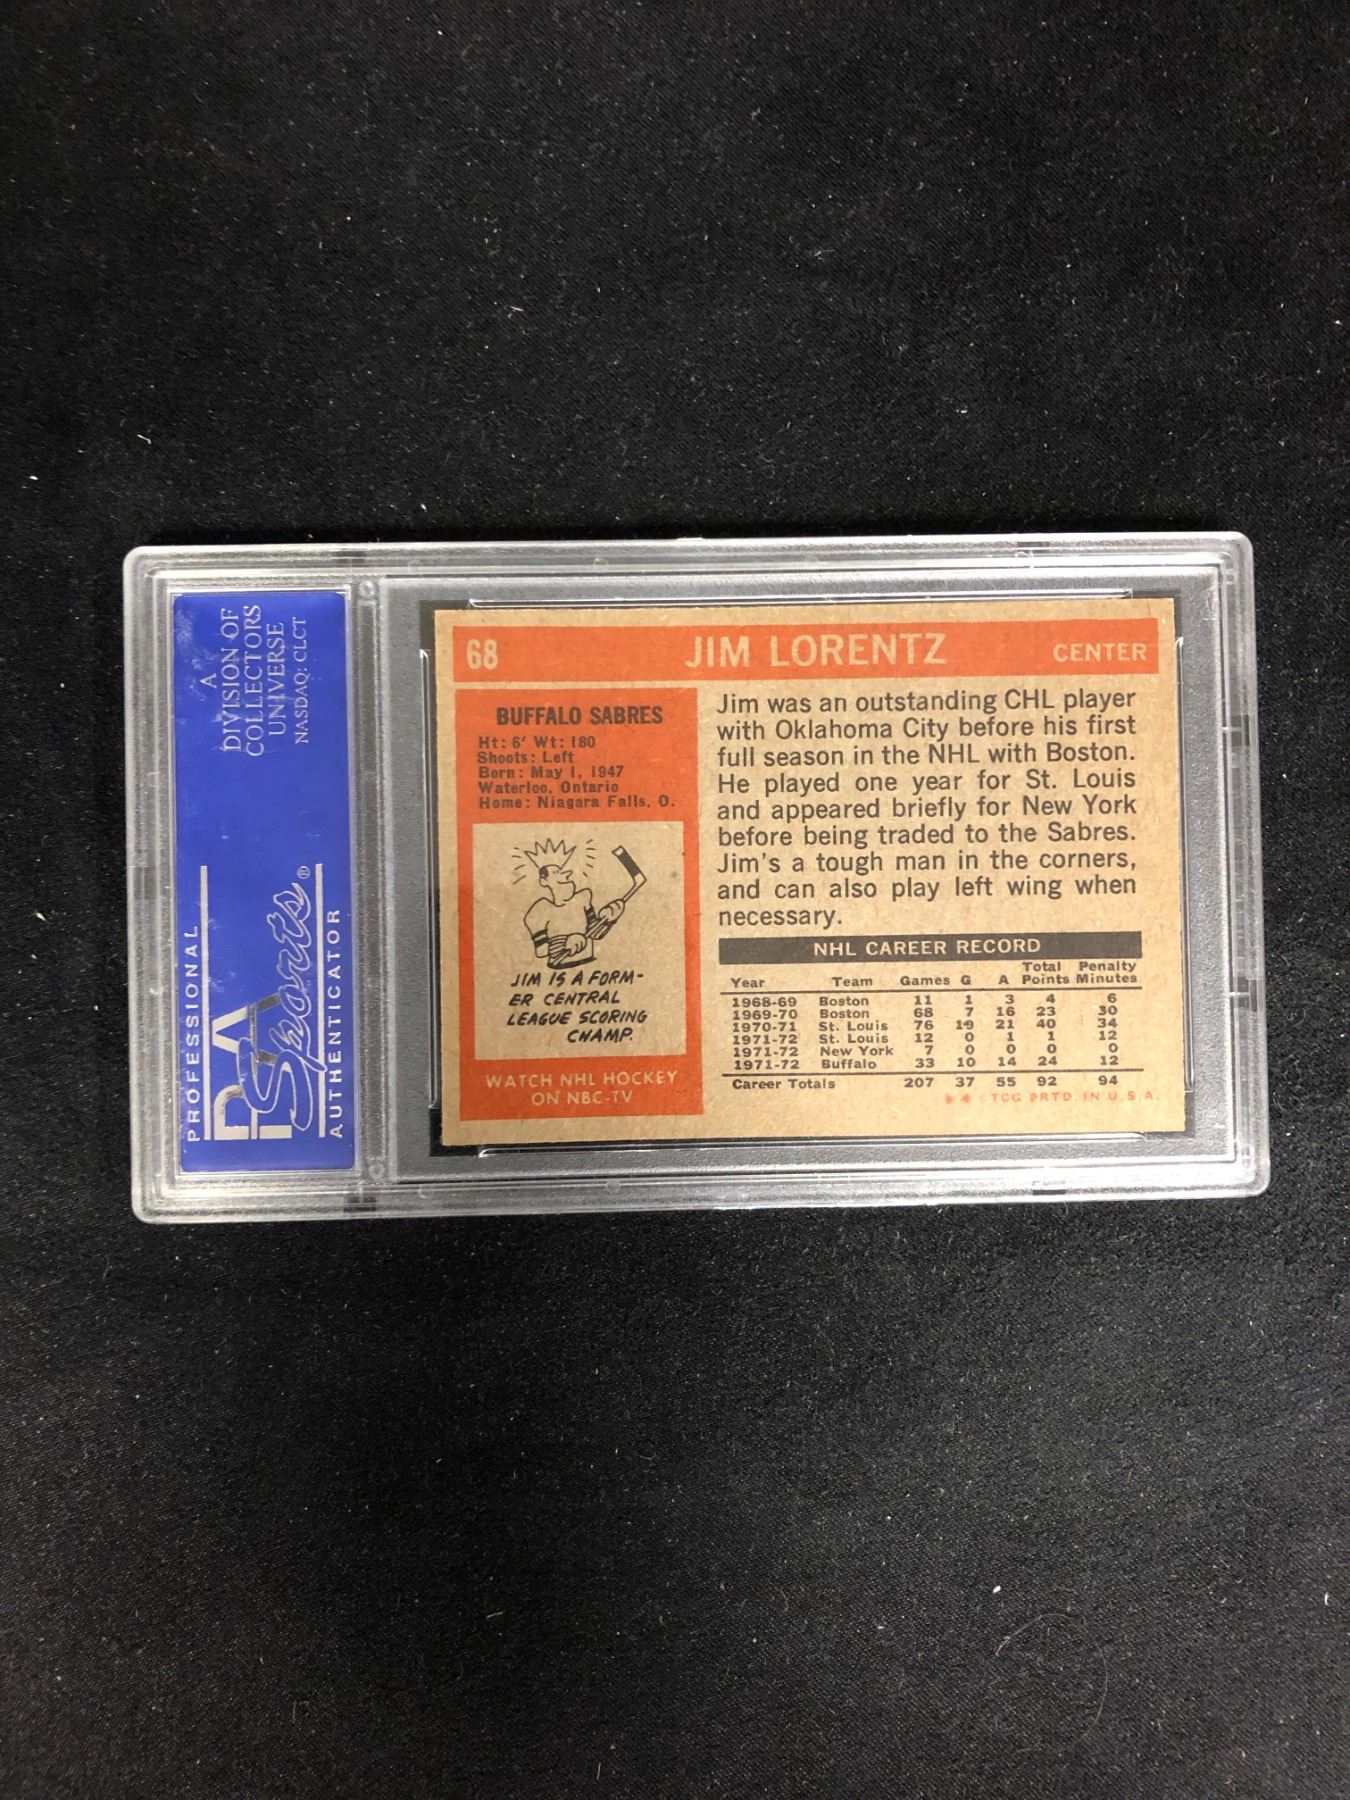 A
DIVISION OF
COLLECTORS
UNIVERSE
NASDAQ: CLCT
PROFESSIONAL
PSA
Sports®
AUTHENTICATOR
68 JIM LORENTZ CENTER
BUFFALO SABRES
Ht: 6' Wt: 180
Shoots: Left
Born: May 1, 1947
Waterloo, Ontario
Home: Niagara Falls, O.
JIM IS A FORM-
ER CENTRAL
LEAGUE SCORING
CHAMP.
WATCH NHL HOCKEY
ON NBC-TV
Jim was an outstanding CHL player
with Oklahoma City before his first
full season in the NHL with Boston.
He played one year for St. Louis
and appeared briefly for New York
before being traded to the Sabres.
Jim's a tough man in the corners,
and can also play left wing when
necessary.
NHL CAREER RECORD
Year Team Games G A Total Points Penalty Minutes
1968-69 Boston 11 1 3 4 6
1969-70 Boston 68 7 16 23 30
1970-71 St. Louis 76 19 21 40 34
1971-72 St. Louis 12 0 1 1 12
1971-72 New York 7 0 0 0 0
1971-72 Buffalo 33 10 14 24 12
Career Totals 207 37 55 92 94
** ©TCG PRTD. IN U.S.A.